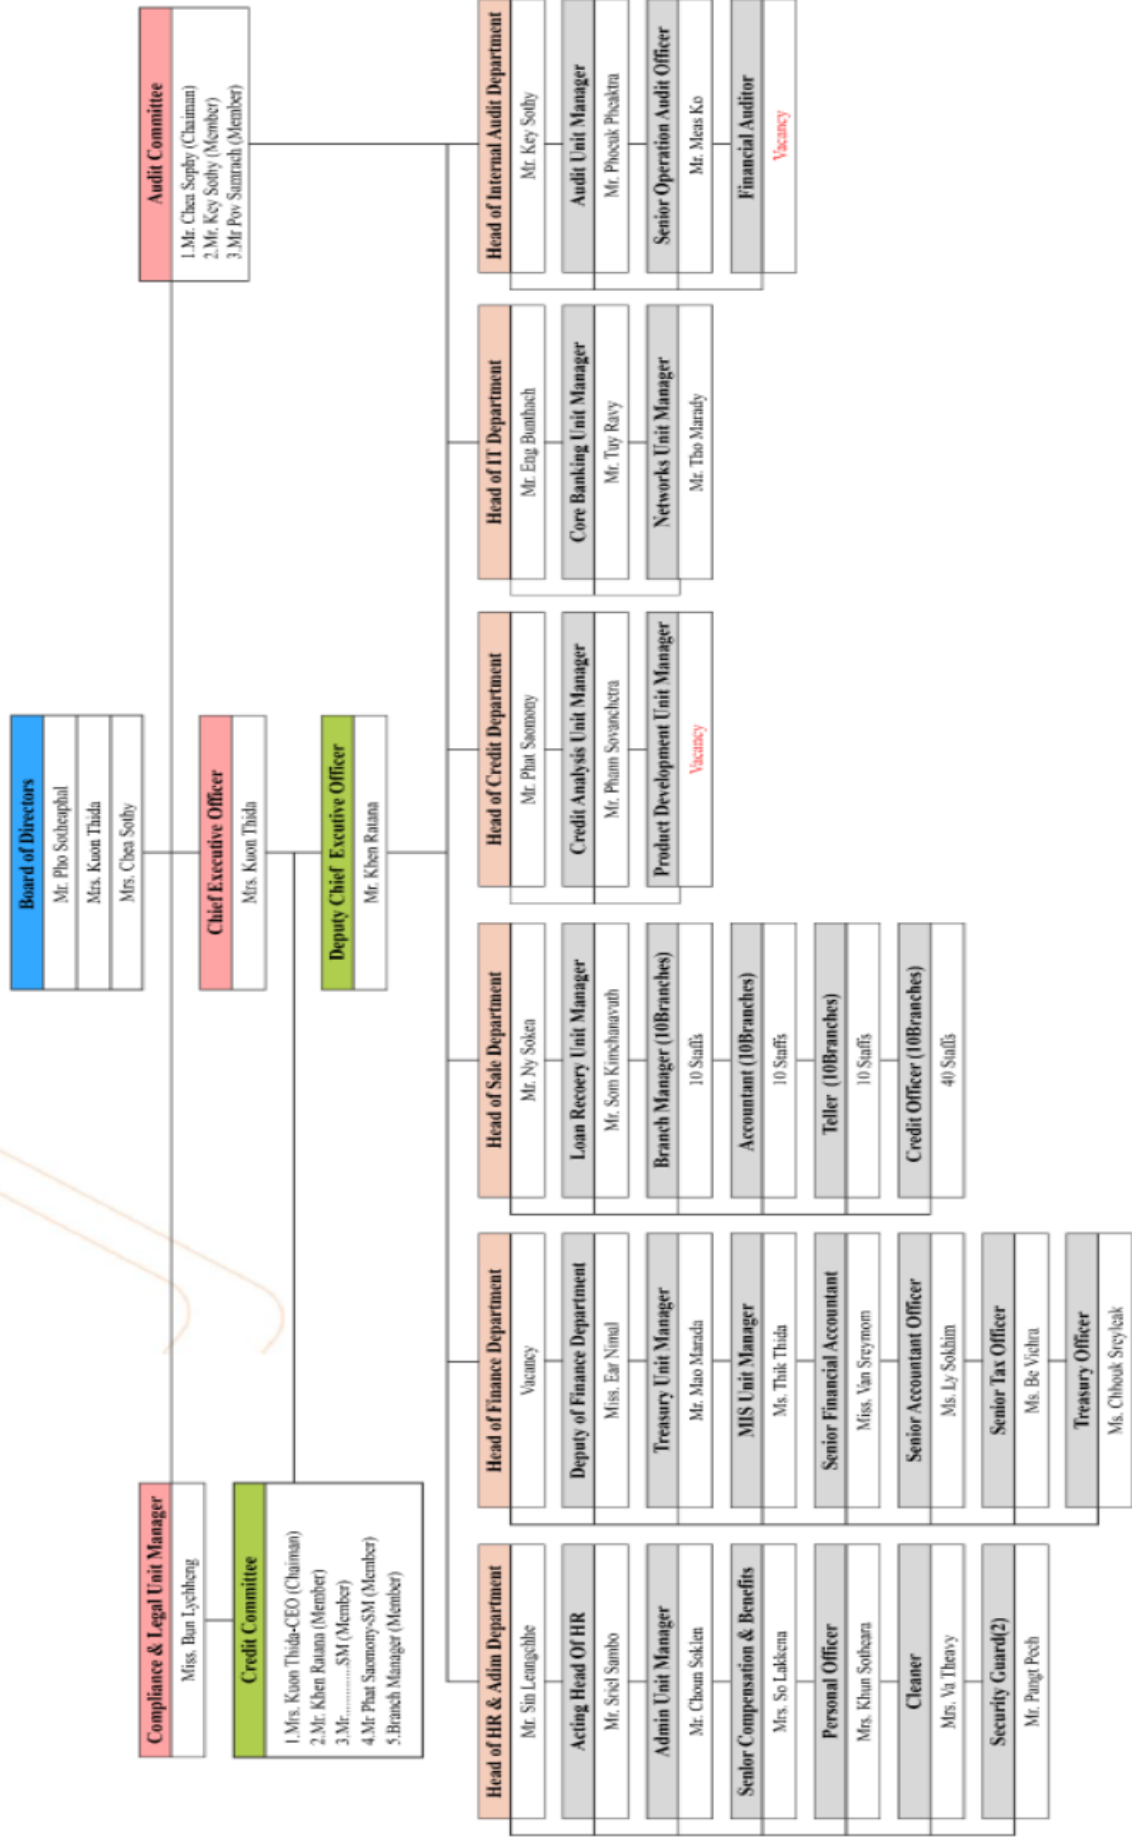 Board of Directors
Mr. Pho Sotheaphal
Mrs. Kuon Thida
Mrs. Chea Sothy
Compliance & Legal Unit Manager
Miss. Bun Lychheng
Audit Committee
1.Mr. Chea Sophy (Chaiman)
2.Mr. Key Sothy (Member)
3.Mr Pov Samrach (Member)
Chief Executive Officer
Mrs. Kuon Thida
Credit Committee
1.Mrs. Kuon Thida-CEO (Chaiman)
2.Mr. Khen Ratana (Member)
3.Mr...............SM (Member)
4.Mr Phat Saomony-SM (Member)
5.Branch Manager (Member)
Deputy Chief Excutive Officer
Mr. Khen Ratana
Head of HR & Adim Department
Mr. Sin Leangchhe
Acting Head Of HR
Mr. Sriel Sambo
Admin Unit Manager
Mr. Choun Soklen
Senior Compensation & Benefits
Mrs. So Lakkena
Personal Officer
Mrs. Khun Sotheara
Cleaner
Mrs. Va Theavy
Security Guard(2)
Mr. Pangt Pech
Head of Finance Department
Vacancy
Deputy of Finance Department
Miss. Ear Nimal
Treasury Unit Manager
Mr. Mao Marada
MIS Unit Manager
Ms. Thik Thida
Senior Financial Accountant
Miss. Van Sreymom
Senior Accountant Officer
Ms. Ly Sokhim
Senior Tax Officer
Ms. Be Vichra
Treasury Officer
Ms. Chhouk Sreyleak
Head of Sale Department
Mr. Ny Sokea
Loan Recoery Unit Manager
Mr. Som Kimchanavuth
Branch Manager (10Branches)
10 Staffs
Accountant (10Branches)
10 Staffs
Teller (10Branches)
10 Staffs
Credit Officer (10Branches)
40 Staffs
Head of Credit Department
Mr. Phat Saomony
Credit Analysis Unit Manager
Mr. Phann Sovanchetra
Product Development Unit Manager
Vacancy
Head of IT Department
Mr. Eng Bunthach
Core Banking Unit Manager
Mr. Tuy Ravy
Networks Unit Manager
Mr. Tho Marady
Head of Internal Audit Department
Mr. Key Sothy
Audit Unit Manager
Mr. Phoeuk Pheaktra
Senior Operation Audit Officer
Mr. Meas Ko
Financial Auditor
Vacancy